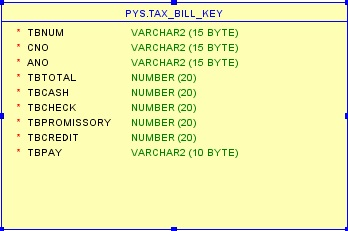 PYS.TAX_BILL_KEY
* TBNUM VARCHAR2 (15 BYTE)
* CNO VARCHAR2 (15 BYTE)
* ANO VARCHAR2 (15 BYTE)
* TBTOTAL NUMBER (20)
* TBCASH NUMBER (20)
* TBCHECK NUMBER (20)
* TBPROMISSORY NUMBER (20)
* TBCREDIT NUMBER (20)
* TBPAY VARCHAR2 (10 BYTE)